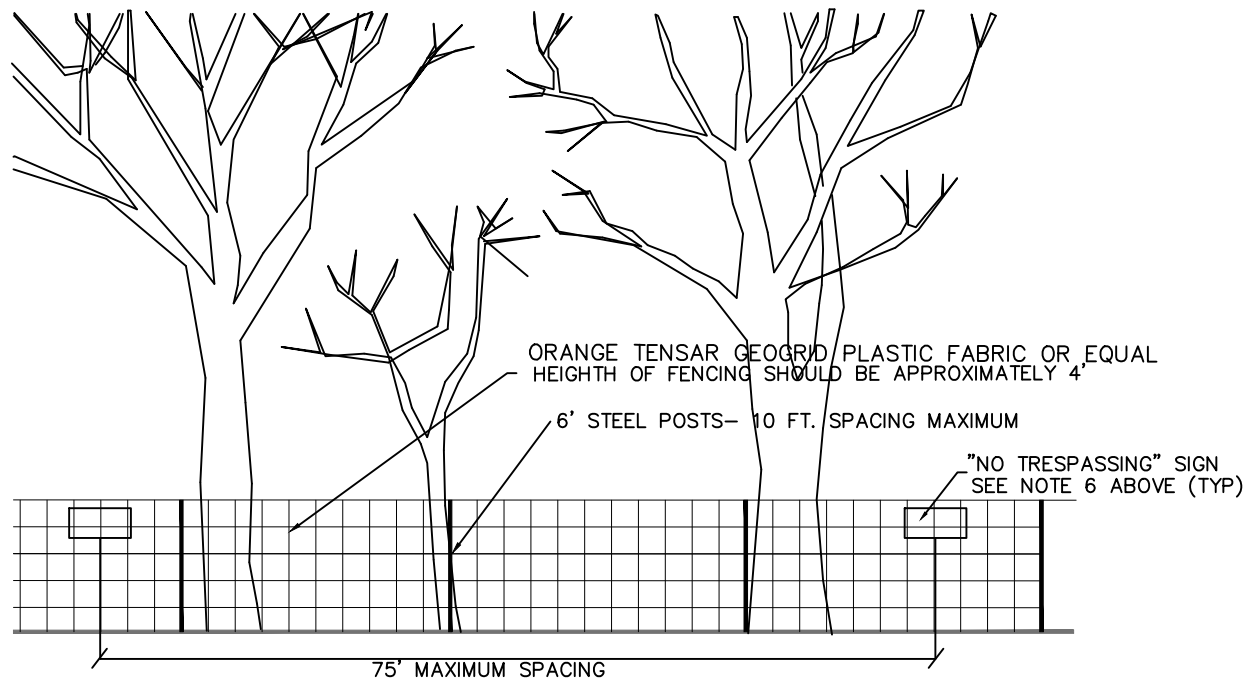 ORANGE TENSAR GEOGRID PLASTIC FABRIC OR EQUAL
HEIGHTH OF FENCING SHOULD BE APPROXIMATELY 4'
6' STEEL POSTS– 10 FT. SPACING MAXIMUM
"NO TRESPASSING" SIGN
SEE NOTE 6 ABOVE (TYP)
75' MAXIMUM SPACING